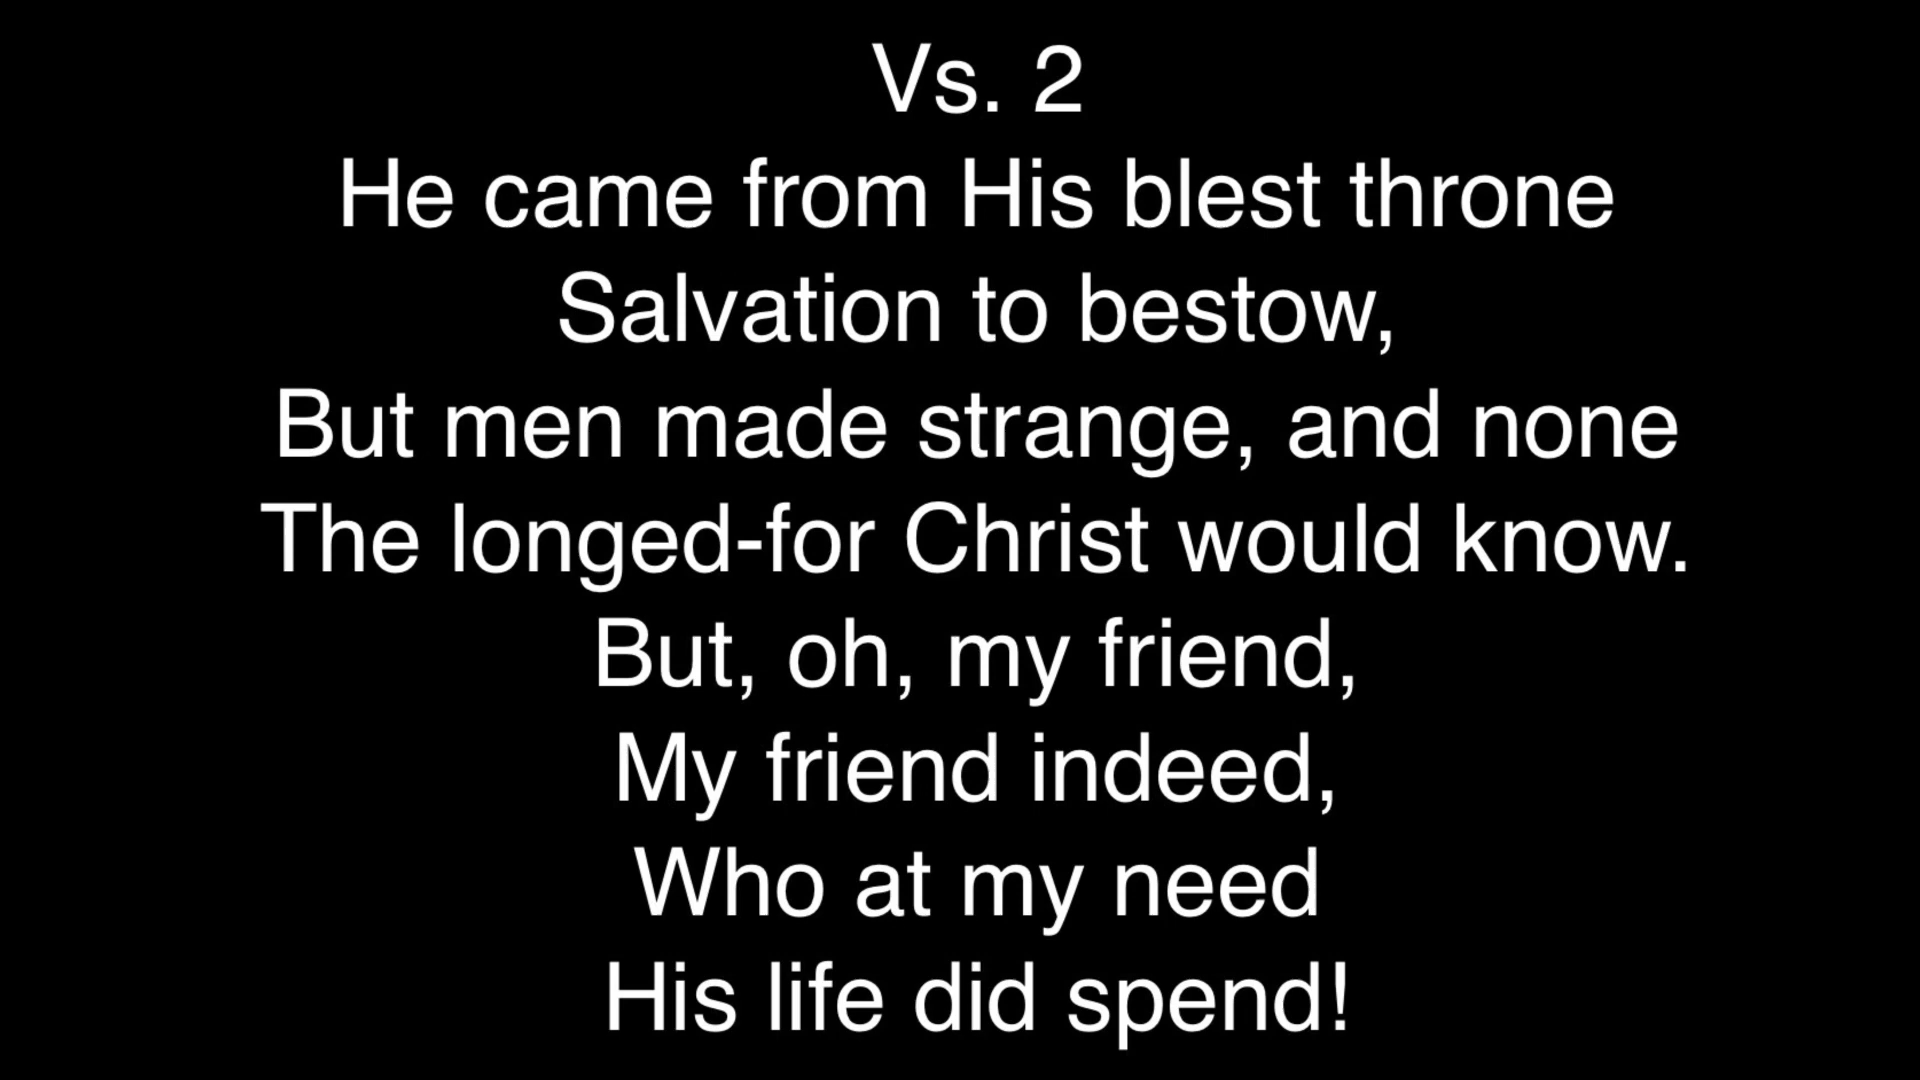 Vs. 2
He came from His blest throne
Salvation to bestow,
But men made strange, and none
The longed-for Christ would know.
But, oh, my friend,
My friend indeed,
Who at my need
His life did spend!